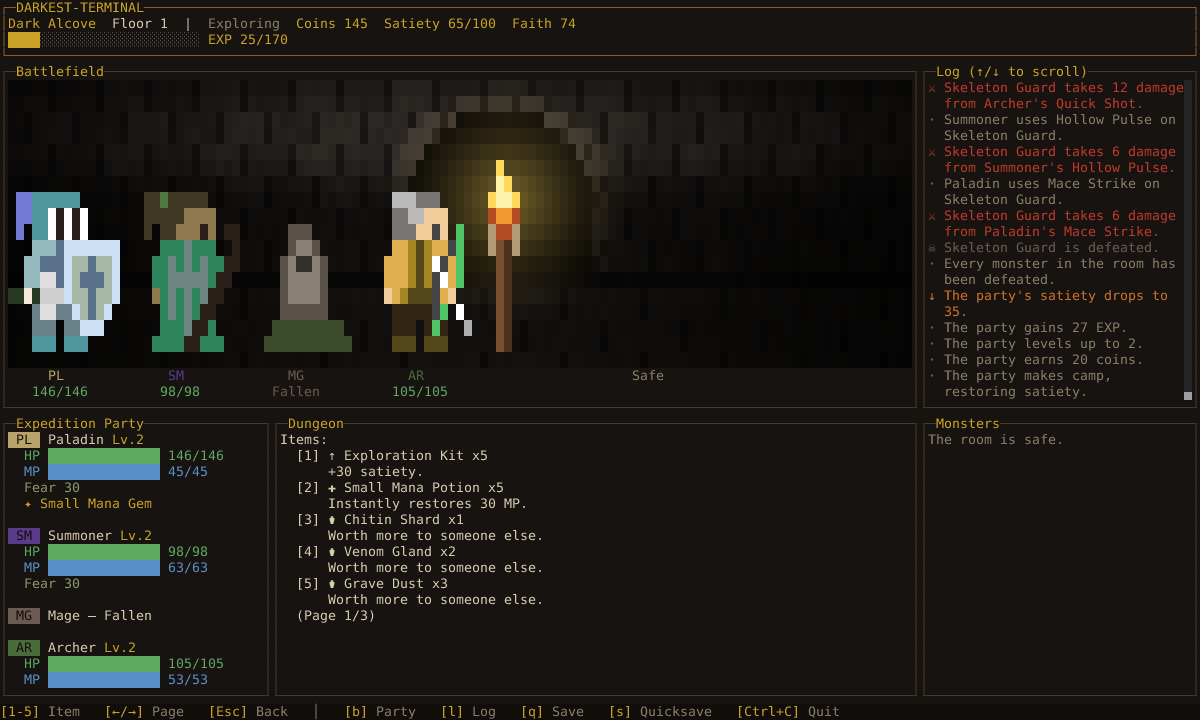 DARKEST-TERMINAL
Dark Alcove  Floor 1  |  Exploring  Coins 145  Satiety 65/100  Faith 74
EXP 25/170
Battlefield
PL SM MG AR Safe
146/146 98/98 Fallen 105/105
Log (↑/↓ to scroll)
⚔ Skeleton Guard takes 12 damage
from Archer's Quick Shot.
· Summoner uses Hollow Pulse on
Skeleton Guard.
⚔ Skeleton Guard takes 6 damage
from Summoner's Hollow Pulse.
· Paladin uses Mace Strike on
Skeleton Guard.
⚔ Skeleton Guard takes 6 damage
from Paladin's Mace Strike.
☠ Skeleton Guard is defeated.
· Every monster in the room has
been defeated.
↓ The party's satiety drops to
35.
· The party gains 27 EXP.
· The party levels up to 2.
· The party earns 20 coins.
· The party makes camp,
restoring satiety.
Expedition Party
PL Paladin Lv.2
HP 146/146
MP 45/45
Fear 30
✦ Small Mana Gem
SM Summoner Lv.2
HP 98/98
MP 63/63
Fear 30
MG Mage — Fallen
AR Archer Lv.2
HP 105/105
MP 53/53
Dungeon
Items:
[1] ↑ Exploration Kit x5
+30 satiety.
[2] ✚ Small Mana Potion x5
Instantly restores 30 MP.
[3] Chitin Shard x1
Worth more to someone else.
[4] Venom Gland x2
Worth more to someone else.
[5] Grave Dust x3
Worth more to someone else.
(Page 1/3)
Monsters
The room is safe.
[1-5] Item  [←/→] Page  [Esc] Back  |  [b] Party  [l] Log  [q] Save  [s] Quicksave  [Ctrl+C] Quit